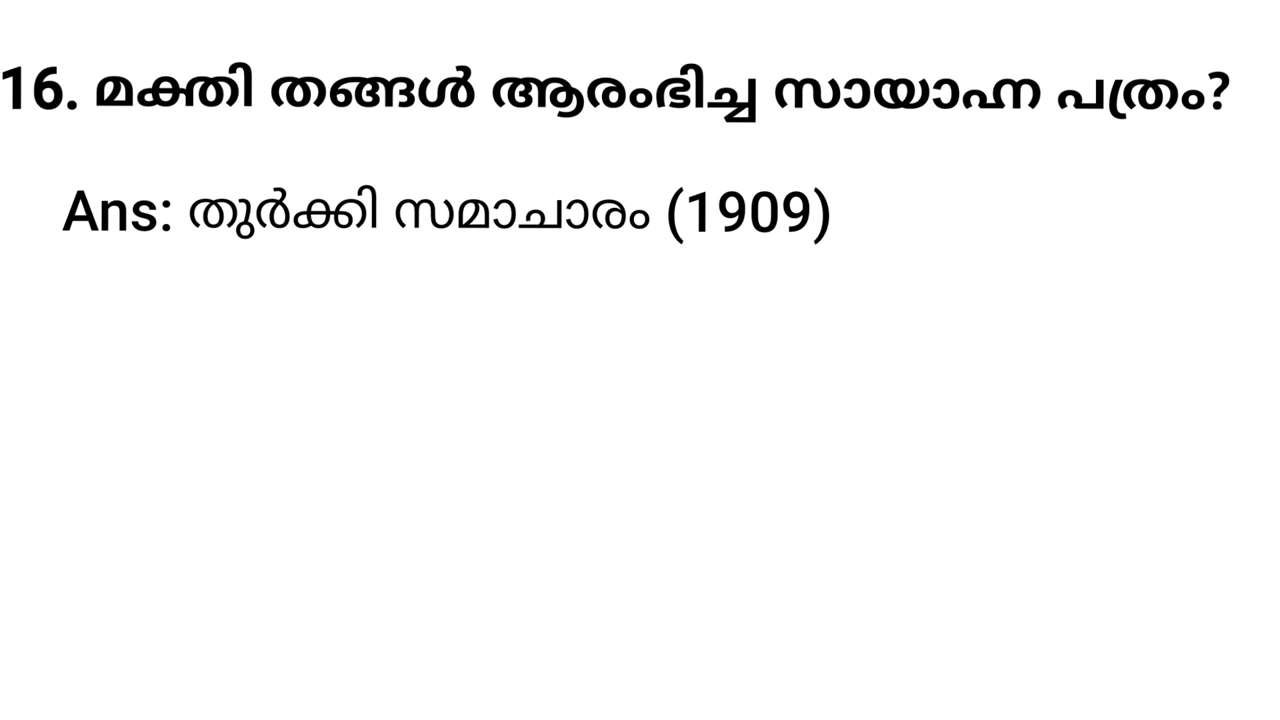 16. മക്തി തങ്ങൾ ആരംഭിച്ച സായാഹ്ന പത്രം?
Ans: തുർക്കി സമാചാരം (1909)